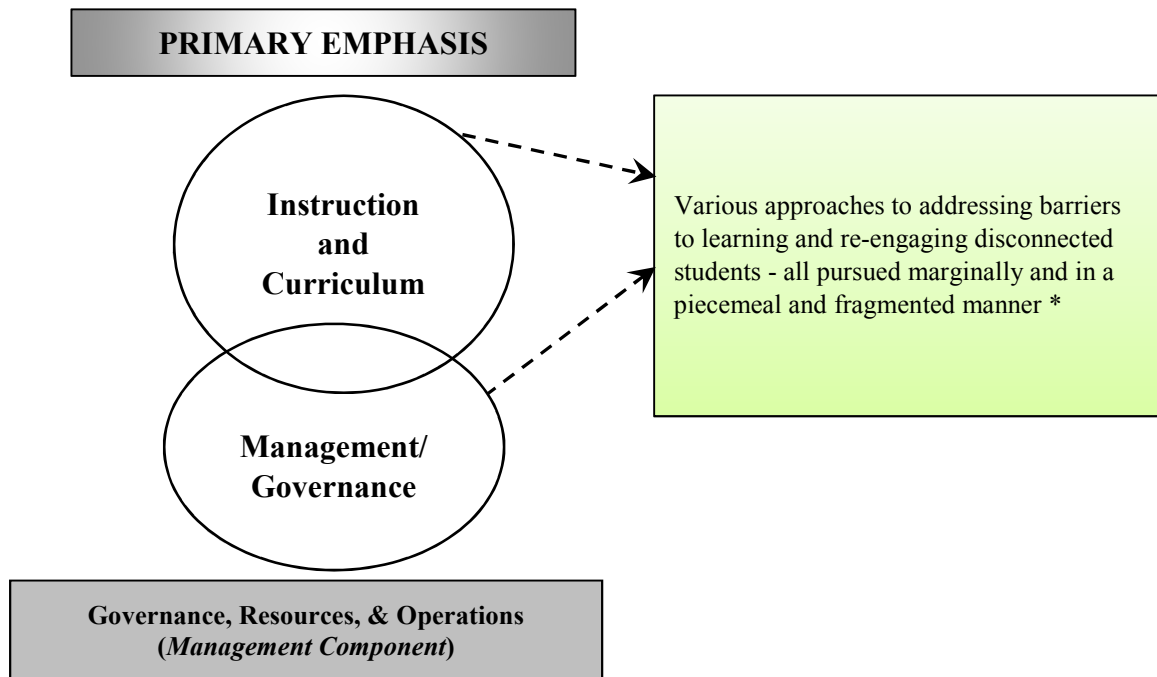 PRIMARY EMPHASIS
Instruction
and
Curriculum
Various approaches to addressing barriers
to learning and re-engaging disconnected
students - all pursued marginally and in a
piecemeal and fragmented manner *
Management/
Governance
Governance, Resources, & Operations
(Management Component)